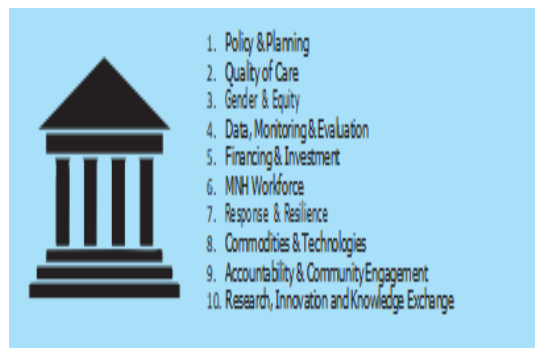 1. Policy & Planning
2. Quality of Care
3. Gender & Equity
4. Data, Monitoring & Evaluation
5. Financing & Investment
6. MNH Workforce
7. Response & Resilience
8. Commodities & Technologies
9. Accountability & Community Engagement
10. Research, Innovation and Knowledge Exchange